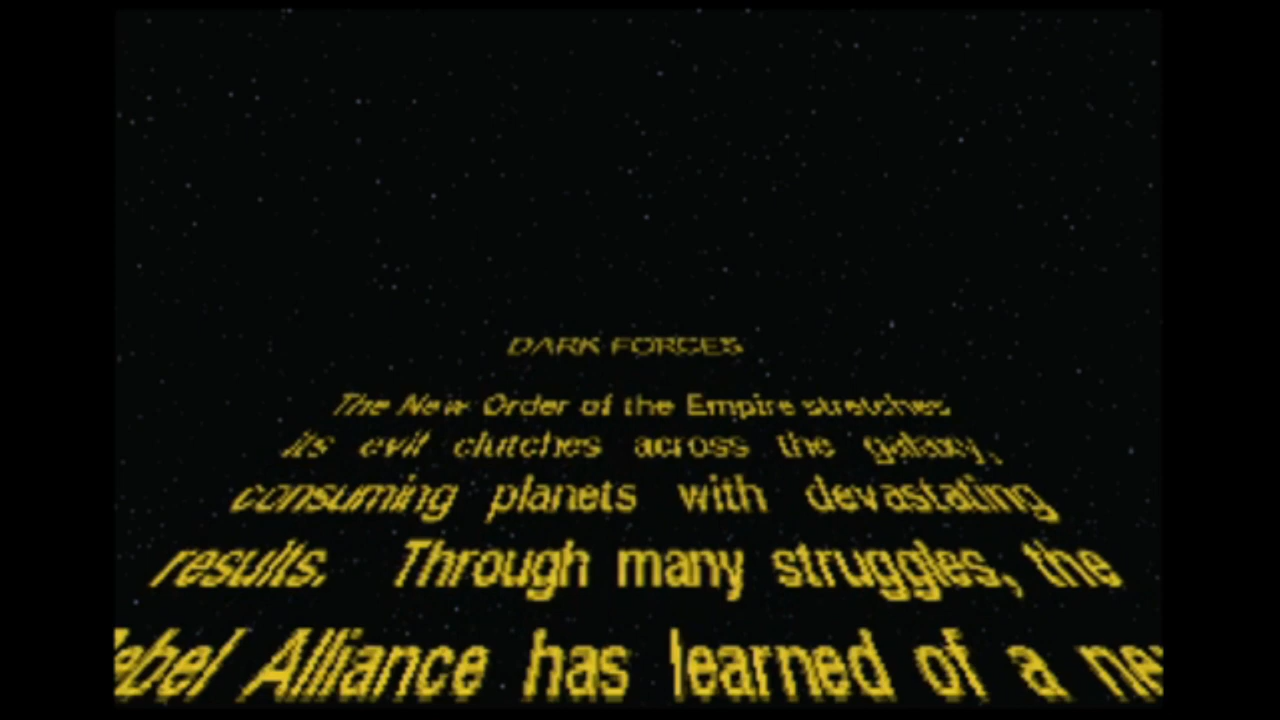 DARK FORCES
The New Order of the Empire stretches
its evil clutches across the galaxy,
consuming planets with devastating
results. Through many struggles, the
ebel Alliance has learned of a ne